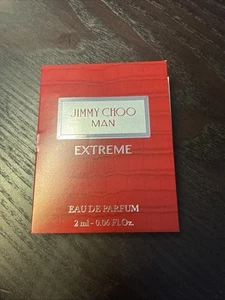 JIMMY CHOO
MAN
EXTREME
EAU DE PARFUM
2 ml - 0.06 Fl.Oz.